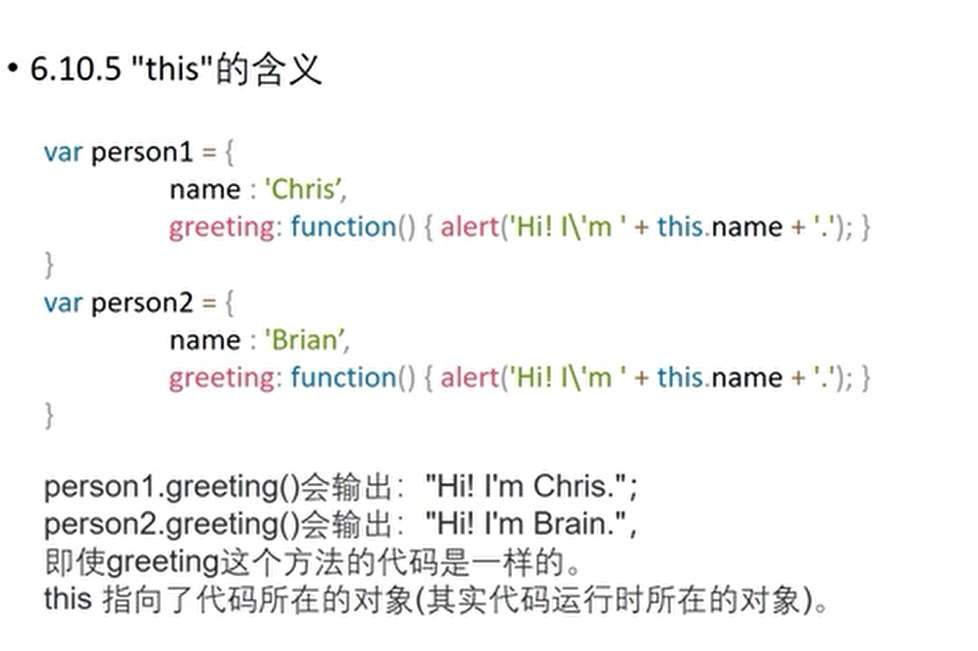 • 6.10.5 "this"的含义
var person1 = {
name : 'Chris’,
greeting: function() { alert('Hi! I\'m ' + this.name + '.'); }
}
var person2 = {
name : 'Brian’,
greeting: function() { alert('Hi! I\'m ' + this.name + '.'); }
}
person1.greeting()会输出："Hi! I'm Chris.";
person2.greeting()会输出："Hi! I'm Brain.",
即使greeting这个方法的代码是一样的。
this 指向了代码所在的对象(其实代码运行时所在的对象)。